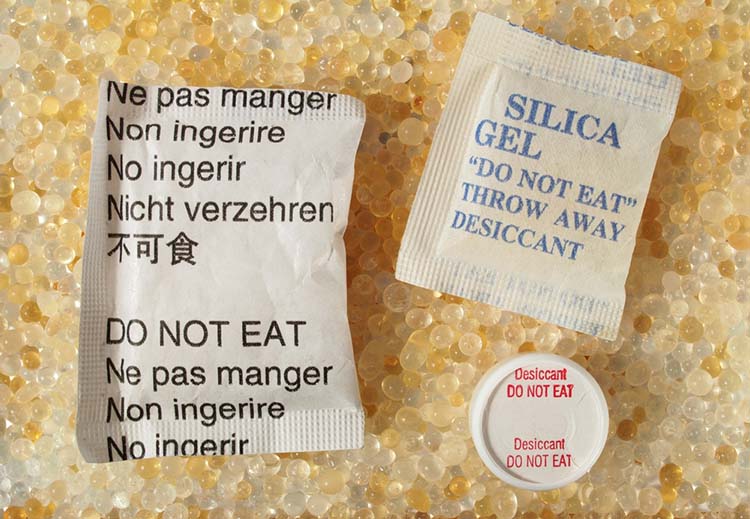 Ne pas manger
Non ingerire
No ingerir
Nicht verzehren
不可食
DO NOT EAT
Ne pas manger
Non ingerire
No ingerir
SILICA
GEL
“DO NOT EAT”
THROW AWAY
DESICCANT
Desiccant
DO NOT EAT
Desiccant
DO NOT EAT